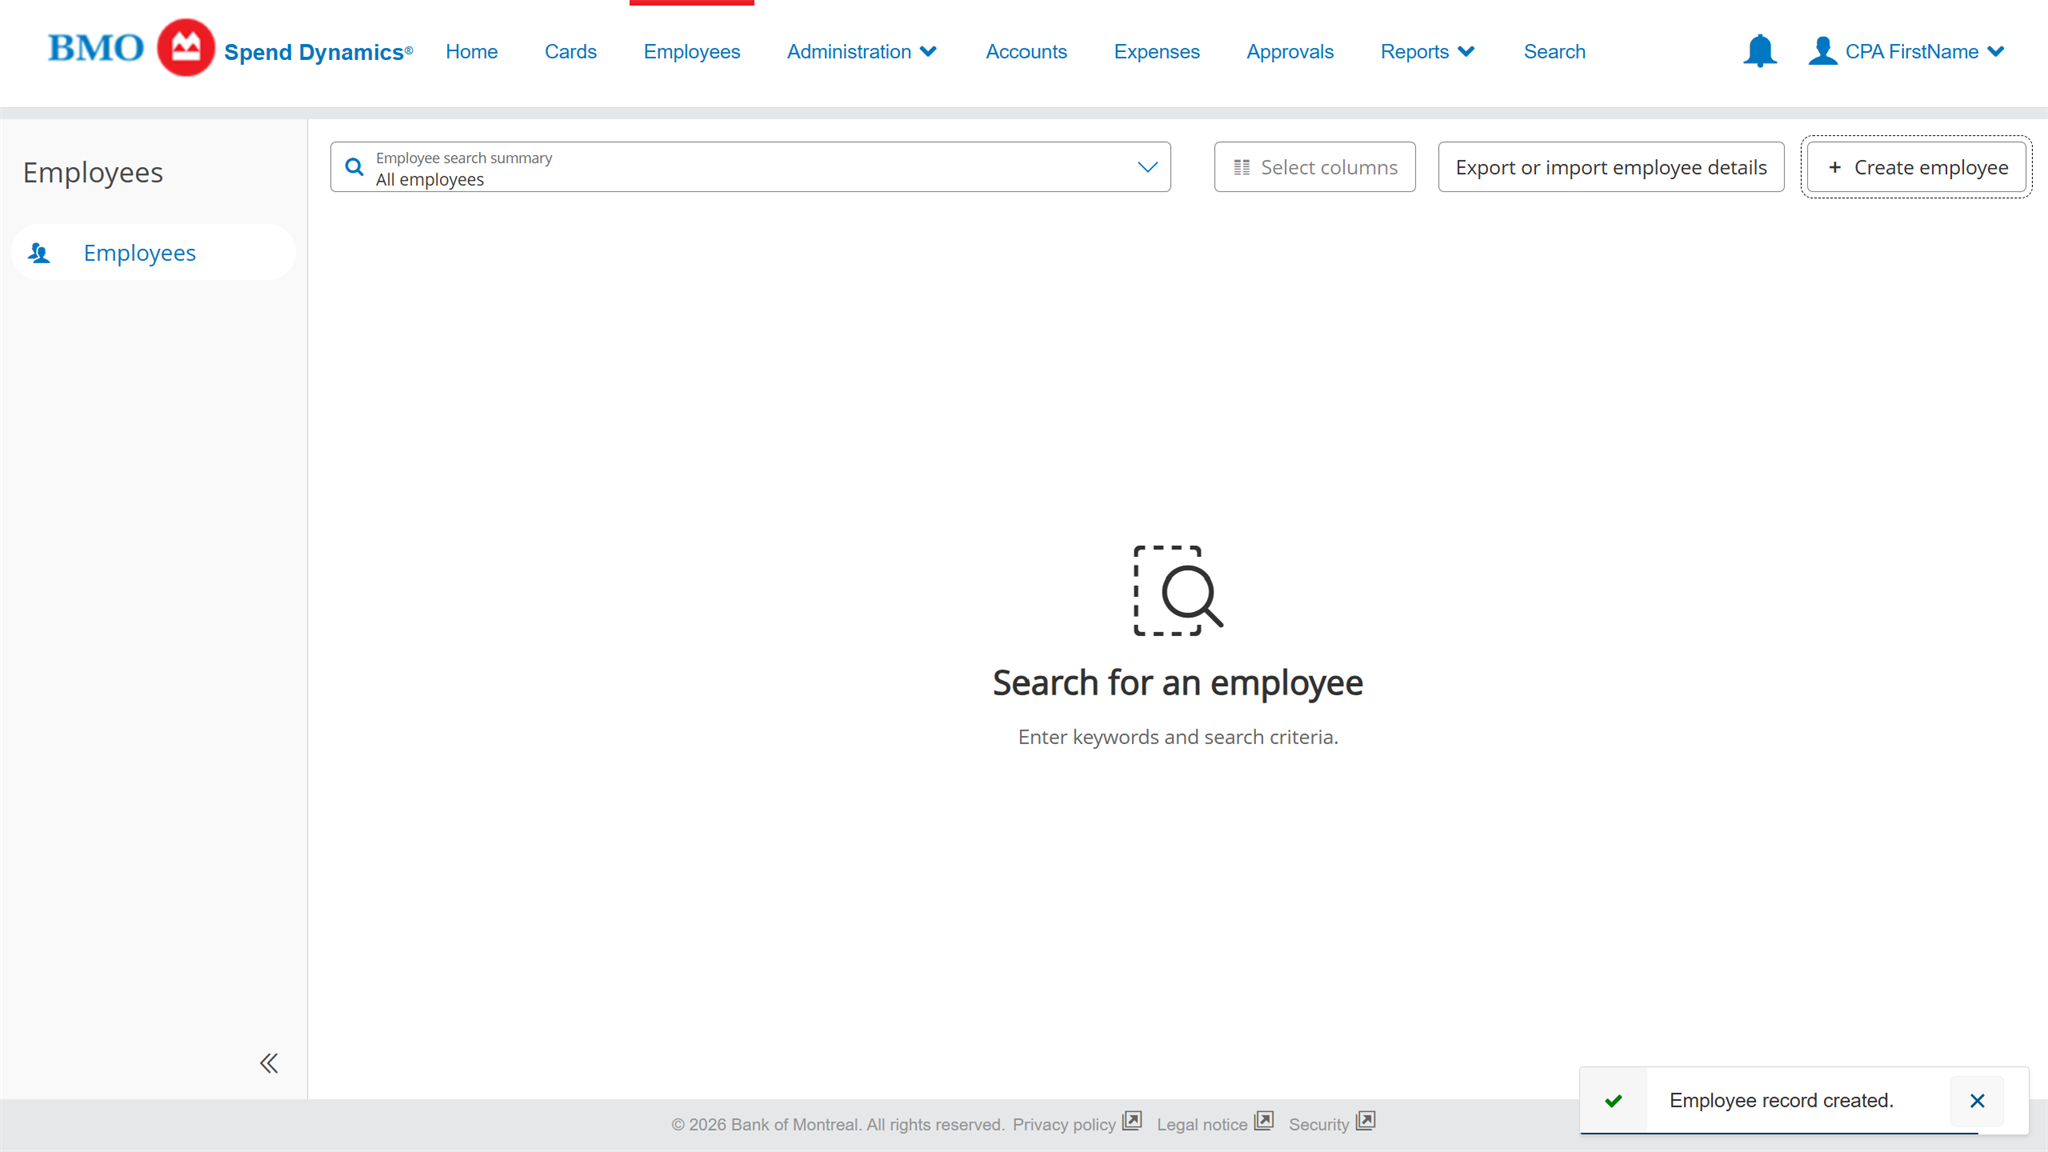 BMO Spend Dynamics® Home Cards Employees Administration Accounts Expenses Approvals Reports Search CPA FirstName
Employees
Employees
Employee search summary
All employees
Select columns
Export or import employee details
+ Create employee
Search for an employee
Enter keywords and search criteria.
Employee record created.
© 2026 Bank of Montreal. All rights reserved. Privacy policy Legal notice Security